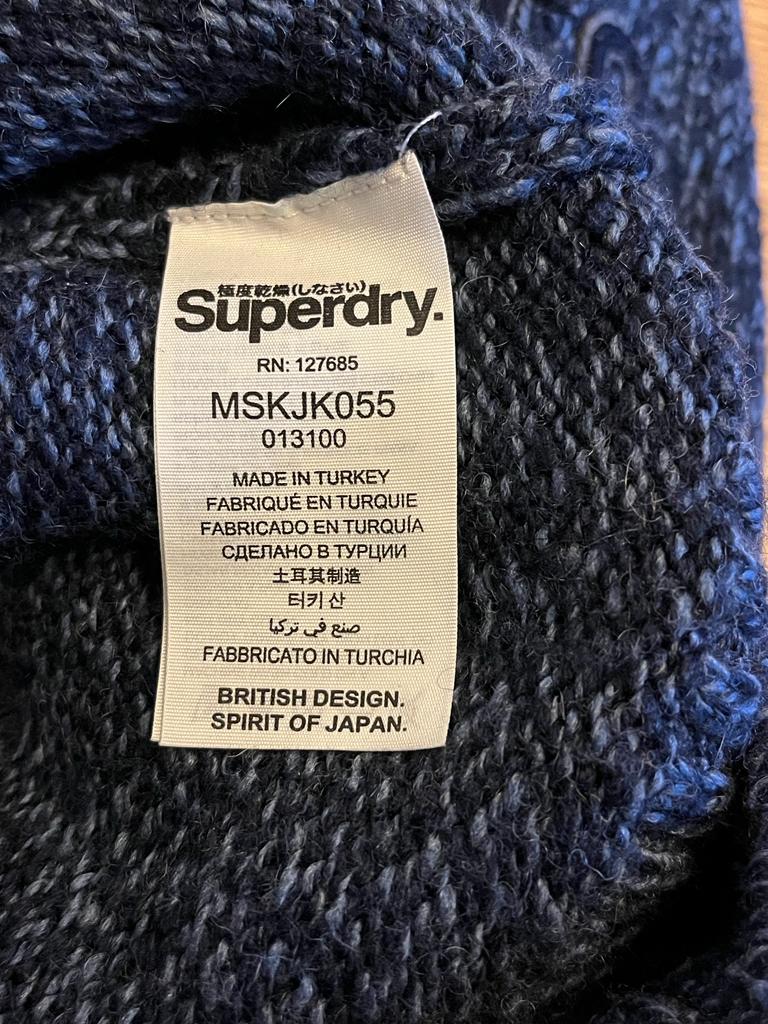 極度乾燥(しなさい)
Superdry.
RN: 127685
MSKJK055
013100
MADE IN TURKEY
FABRIQUÉ EN TURQUIE
FABRICADO EN TURQUÍA
СДЕЛАНО В ТУРЦИИ
土耳其制造
터키 산
صنع في تركيا
FABBRICATO IN TURCHIA
BRITISH DESIGN.
SPIRIT OF JAPAN.